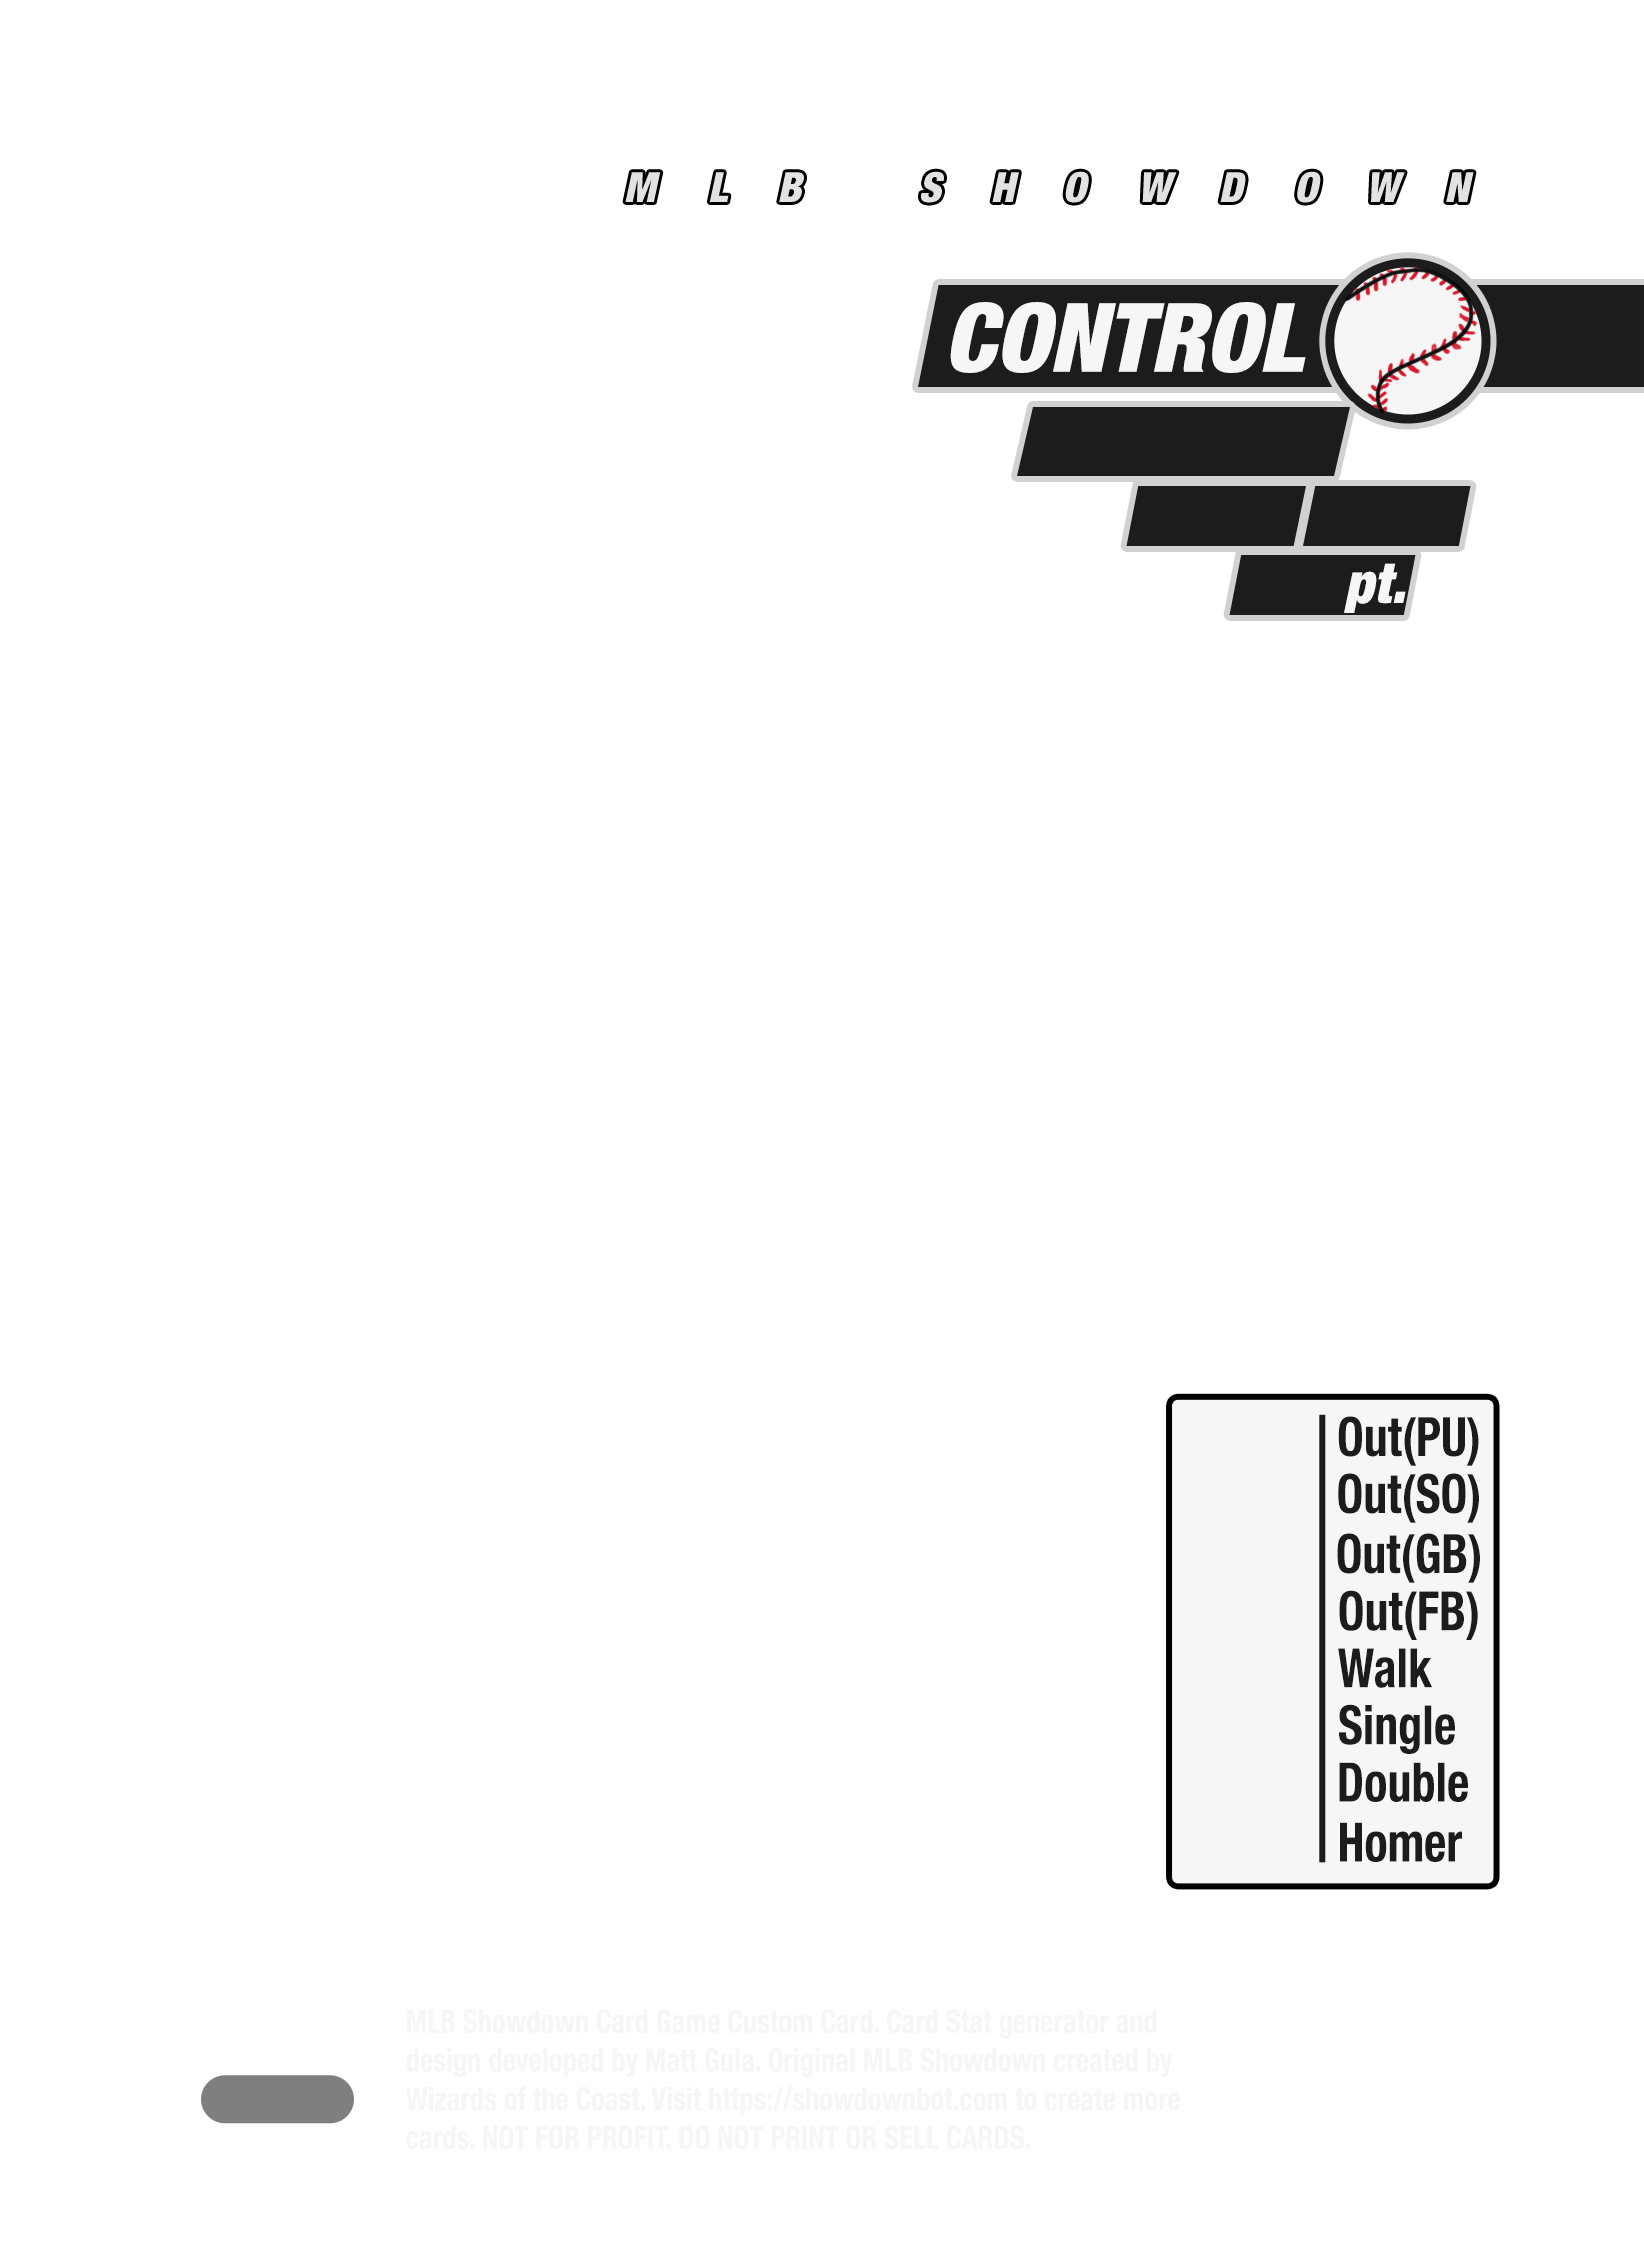 MLB SHOWDOWN
CONTROL
pt.
Out(PU)
Out(SO)
Out(GB)
Out(FB)
Walk
Single
Double
Homer
MLB Showdown Card Game Custom Card. Card Stat generator and
design developed by Matt Gula. Original MLB Showdown created by
Wizards of the Coast. Visit https://showdownbot.com to create more
cards. NOT FOR PROFIT. DO NOT PRINT OR SELL CARDS.